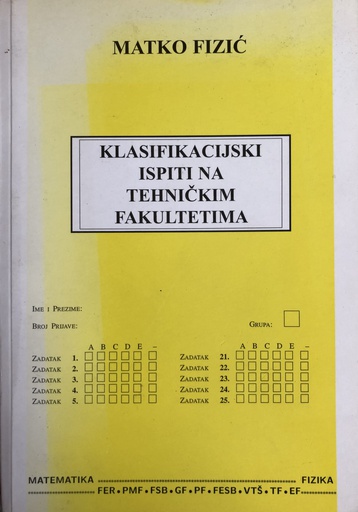 MATKO FIZIĆ
KLASIFIKACIJSKI
ISPITI NA
TEHNIČKIM
FAKULTETIMA
IME I PREZIME:
BROJ PRIJAVE:
GRUPA:
A B C D E –
ZADATAK 1.
ZADATAK 2.
ZADATAK 3.
ZADATAK 4.
ZADATAK 5.
A B C D E –
ZADATAK 21.
ZADATAK 22.
ZADATAK 23.
ZADATAK 24.
ZADATAK 25.
MATEMATIKA FIZIKA
FER • PMF • FSB • GF • PF • FESB • VTŠ • TF • EF